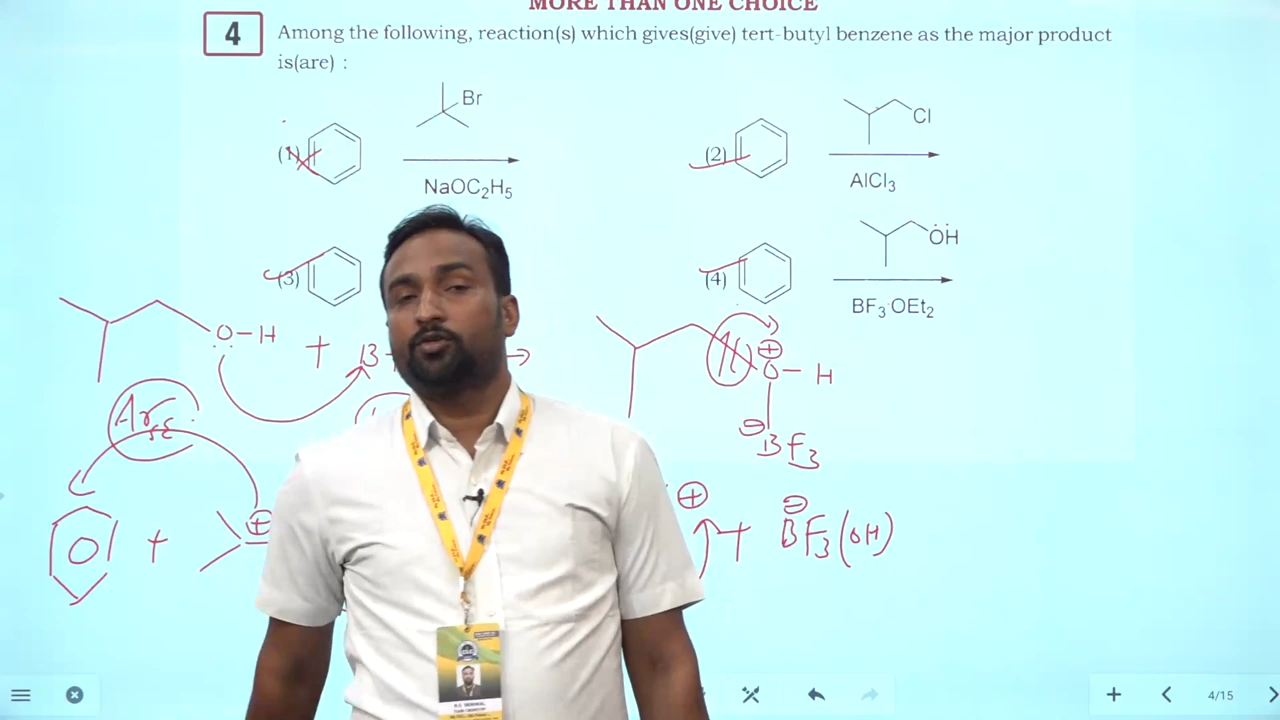 MORE THAN ONE CHOICE
4 Among the following, reaction(s) which gives(give) tert-butyl benzene as the major product
is(are) :
Br
(1)
NaOC2H5
Cl
(2)
AlCl3
(3)
OH
(4)
BF3·OEt2
O-H
+ B
⊕
O-H
⊖
BF3
ArSE
+ ⊕
⊕
+ ⊖
BF3(OH)
4/15